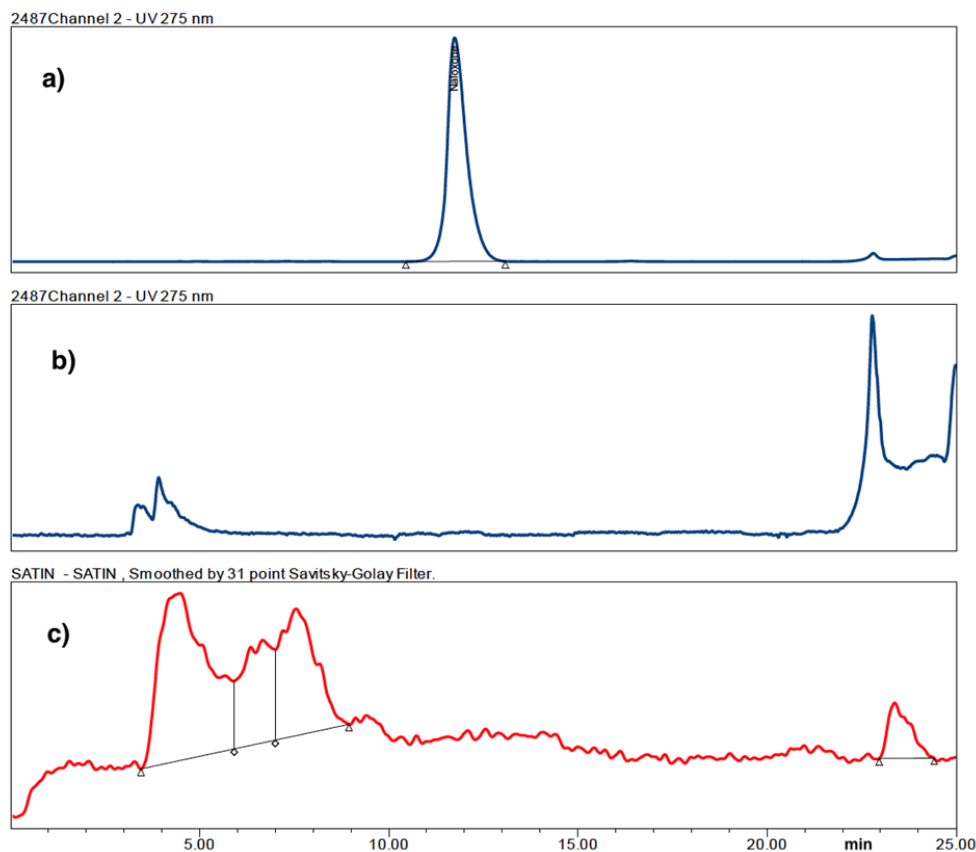 2487Channel 2 - UV 275 nm
a)
Naloxone
2487Channel 2 - UV 275 nm
b)
SATIN - SATIN , Smoothed by 31 point Savitsky-Golay Filter.
c)
5.00 10.00 15.00 20.00 min 25.00